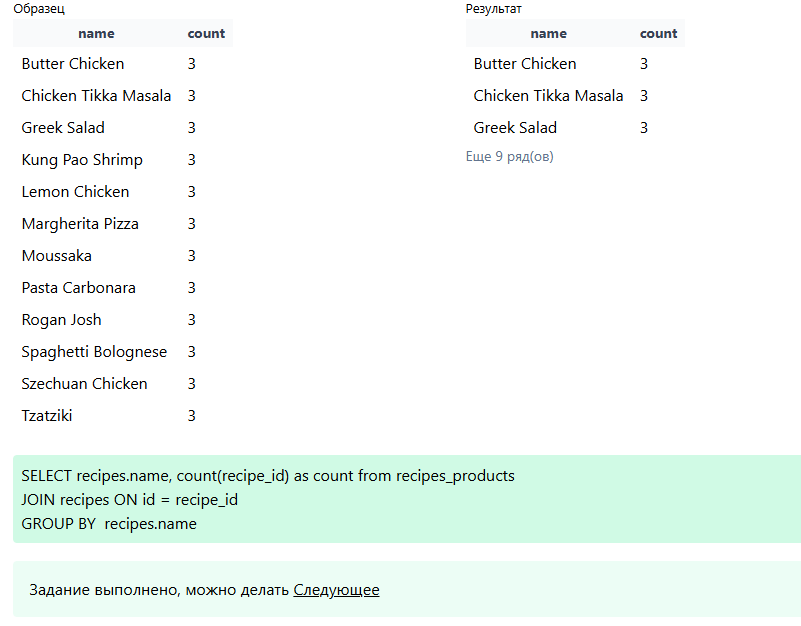 Образец
name count
Butter Chicken 3
Chicken Tikka Masala 3
Greek Salad 3
Kung Pao Shrimp 3
Lemon Chicken 3
Margherita Pizza 3
Moussaka 3
Pasta Carbonara 3
Rogan Josh 3
Spaghetti Bolognese 3
Szechuan Chicken 3
Tzatziki 3
Результат
name count
Butter Chicken 3
Chicken Tikka Masala 3
Greek Salad 3
Еще 9 ряд(ов)
SELECT recipes.name, count(recipe_id) as count from recipes_products
JOIN recipes ON id = recipe_id
GROUP BY recipes.name
Задание выполнено, можно делать Следующее